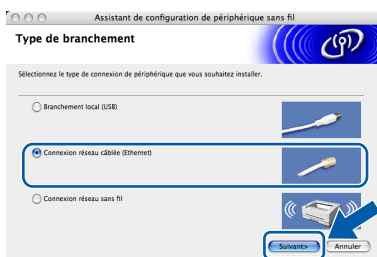 Assistant de configuration de périphérique sans fil
Type de branchement
Sélectionnez le type de connexion de périphérique que vous souhaitez installer.
Branchement local (USB)
Connexion réseau câblée (Ethernet)
Connexion réseau sans fil
Suivant> Annuler